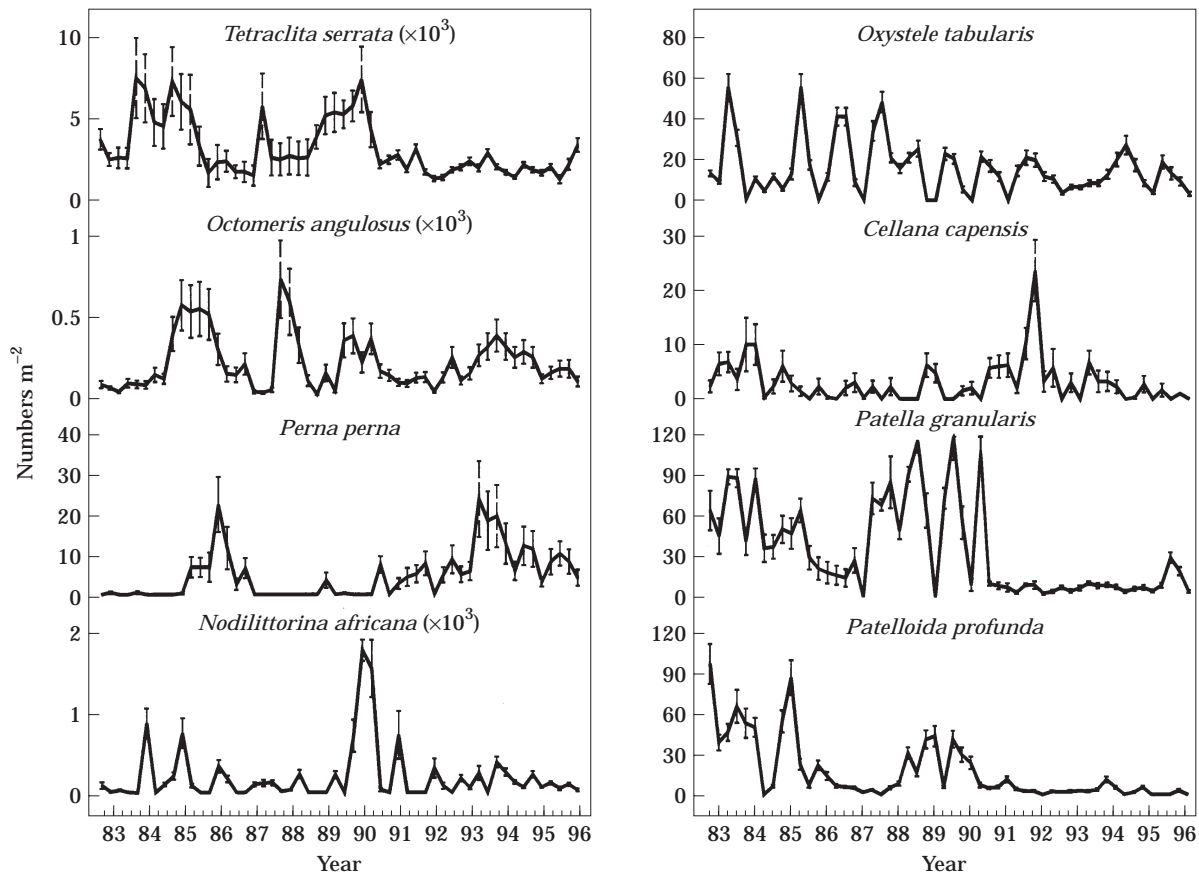 Numbers m⁻²
Tetraclita serrata (×10³)
10
5
0
Octomeris angulosus (×10³)
1
0.5
0
Perna perna
40
30
20
10
0
Nodilittorina africana (×10³)
2
1
0
83 84 85 86 87 88 89 90 91 92 93 94 95 96
Year
Oxystele tabularis
80
60
40
20
0
Cellana capensis
30
20
10
0
Patella granularis
120
90
60
30
0
Patelloida profunda
120
90
60
30
0
83 84 85 86 87 88 89 90 91 92 93 94 95 96
Year